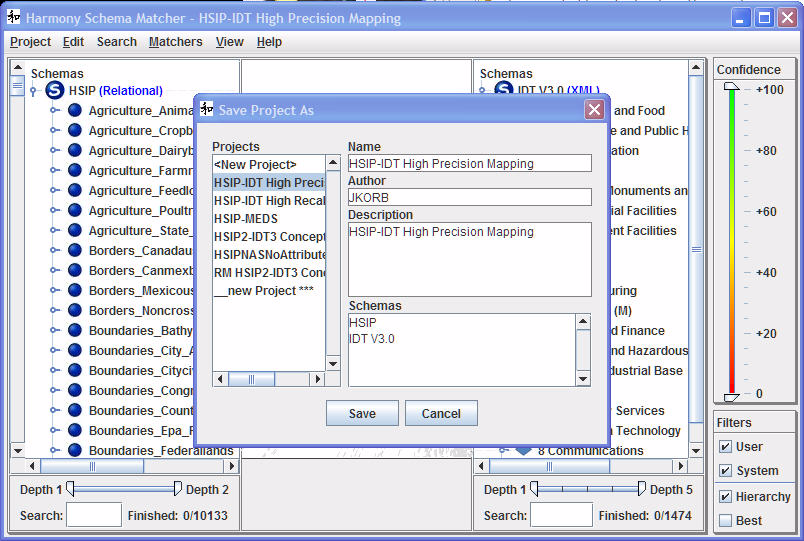 Harmony Schema Matcher - HSIP-IDT High Precision Mapping
Project Edit Search Matchers View Help
Schemas
HSIP (Relational)
Agriculture_Anima
Agriculture_Cropb
Agriculture_Dairyb
Agriculture_Farmr
Agriculture_Feedlo
Agriculture_Poultr
Agriculture_State_
Borders_Canadaus
Borders_Canmexb
Borders_Mexicous
Borders_Noncross
Boundaries_Bathy
Boundaries_City_A
Boundaries_Cityciv
Boundaries_Congr
Boundaries_Count
Boundaries_Epa_F
Boundaries_Federallands
Depth 1 Depth 2
Search: Finished: 0/10133
Save Project As
Projects
<New Project>
HSIP-IDT High Preci
HSIP-IDT High Recal
HSIP-MEDS
HSIP2-IDT3 Concept
HSIPNASNoAttribute
RM HSIP2-IDT3 Con
__new Project ***
Name
HSIP-IDT High Precision Mapping
Author
JKORB
Description
HSIP-IDT High Precision Mapping
Schemas
HSIP
IDT V3.0
Save Cancel
Schemas
IDT V3.0 (XML)
and Food
e and Public H
ation
Monuments an
ial Facilities
ent Facilities
uring
(M)
d Finance
and Hazardous
dustrial Base
y Services
n Technology
8 Communications
Depth 1 Depth 5
Search: Finished: 0/1474
Confidence
+100
+80
+60
+40
+20
0
Filters
User
System
Hierarchy
Best